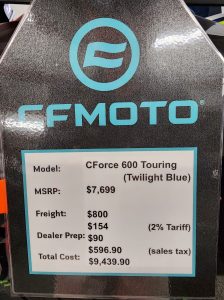 CFMOTO
Model: CForce 600 Touring
(Twilight Blue)
MSRP: $7,699
Freight: $800
$154 (2% Tariff)
Dealer Prep: $90
$596.90 (sales tax)
Total Cost: $9,439.90